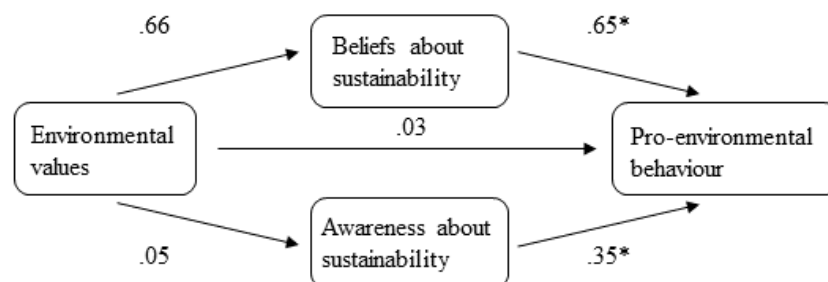 .66
Beliefs about
sustainability
.65*
Environmental
values
.03
Pro-environmental
behaviour
.05
Awareness about
sustainability
.35*